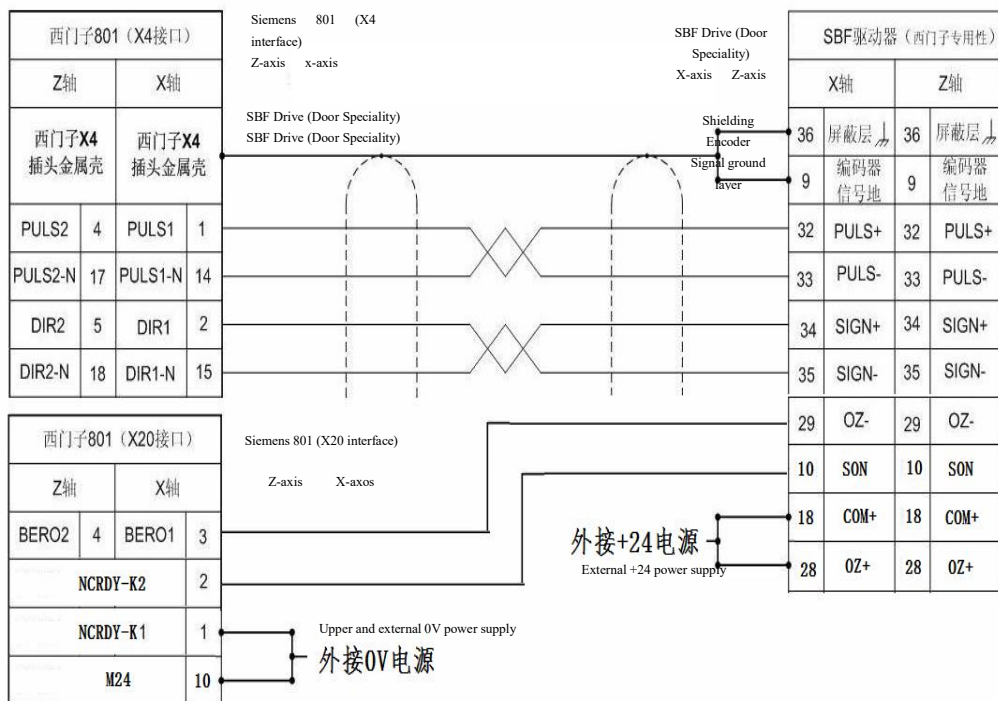 西门子801（X4接口）
Z轴 X轴
西门子X4 西门子X4
插头金属壳 插头金属壳
PULS2 4 PULS1 1
PULS2-N 17 PULS1-N 14
DIR2 5 DIR1 2
DIR2-N 18 DIR1-N 15
Siemens 801 (X4
interface)
Z-axis x-axis
SBF Drive (Door Speciality)
SBF Drive (Door Speciality)
SBF Drive (Door
Speciality)
X-axis Z-axis
Shielding
Encoder
Signal ground
layer
SBF驱动器（西门子专用性）
X轴 Z轴
36 屏蔽层 36 屏蔽层
9 编码器 9 编码器
信号地 信号地
32 PULS+ 32 PULS+
33 PULS- 33 PULS-
34 SIGN+ 34 SIGN+
35 SIGN- 35 SIGN-
29 OZ- 29 OZ-
10 SON 10 SON
18 COM+ 18 COM+
28 OZ+ 28 OZ+
西门子801（X20接口）
Z轴 X轴
BERO2 4 BERO1 3
NCRDY-K2 2
NCRDY-K1 1
M24 10
Siemens 801 (X20 interface)
Z-axis X-axos
外接+24电源
External +24 power supply
Upper and external 0V power supply
外接0V电源